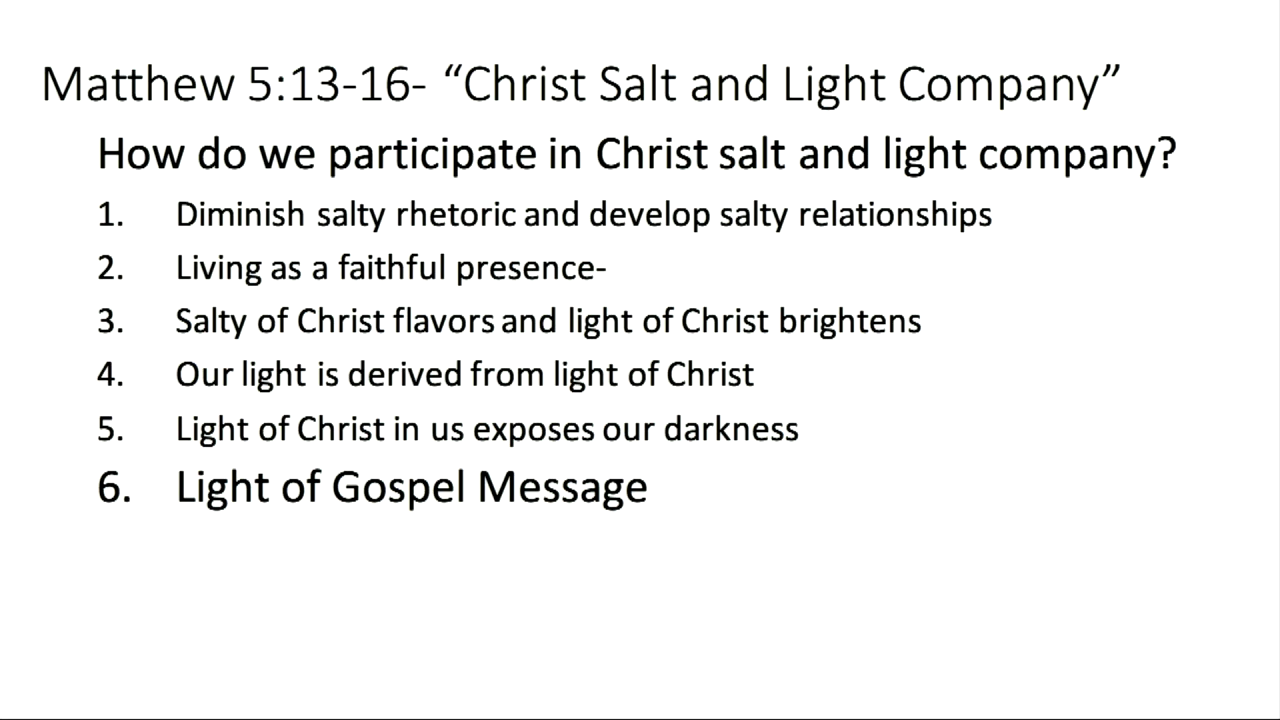 Matthew 5:13-16- “Christ Salt and Light Company”
How do we participate in Christ salt and light company?
1. Diminish salty rhetoric and develop salty relationships
2. Living as a faithful presence-
3. Salty of Christ flavors and light of Christ brightens
4. Our light is derived from light of Christ
5. Light of Christ in us exposes our darkness
6. Light of Gospel Message